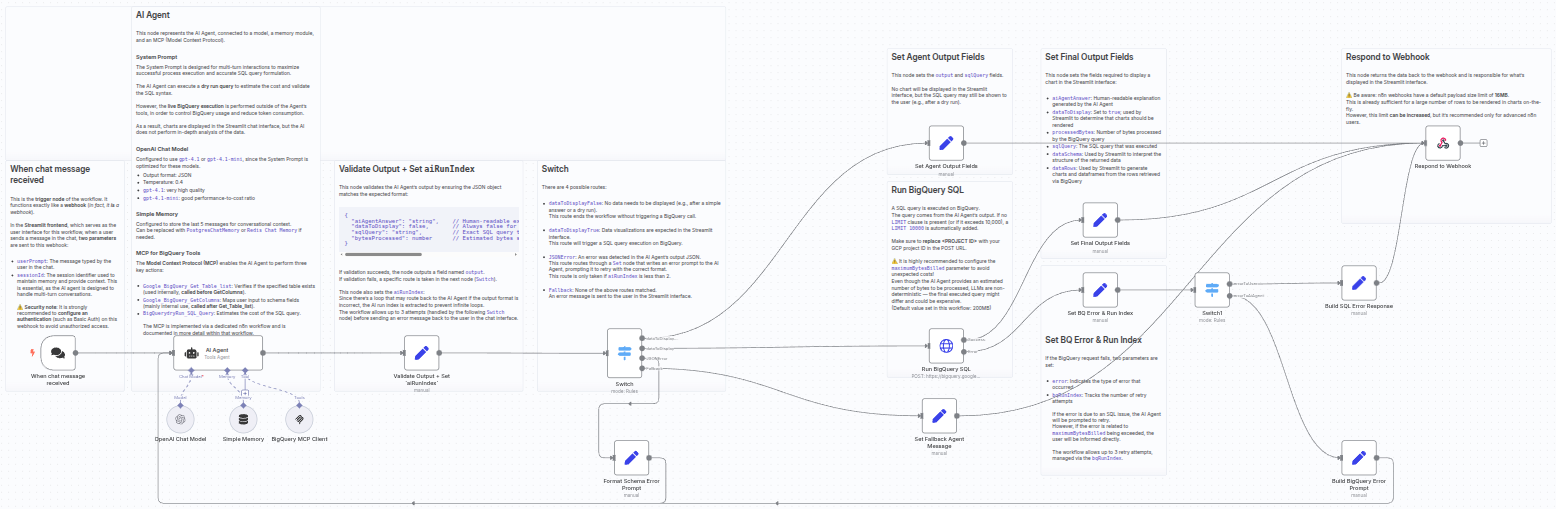 AI Agent
This node represents the AI Agent, connected to a model, a memory module,
and an MCP (Model Context Protocol).
System Prompt
The System Prompt is designed for multi-turn interactions to maximize
successful process execution and accurate SQL query formulation.
The AI Agent can execute a dry run query to estimate the cost and validate
the SQL syntax.
However, the live BigQuery execution is performed outside of the Agent's
tools, in order to control BigQuery usage and reduce token consumption.
As a result, charts are displayed in the Streamlit chat interface, but the AI
does not perform in-depth analysis of the data.
OpenAI Chat Model
Configured to use gpt-4.1 or gpt-4.1-mini, since the System Prompt is
optimized for these models.
• Output format: JSON
• Temperature: 0.4
• gpt-4.1: very high quality
• gpt-4.1-mini: good performance-to-cost ratio
Simple Memory
Configured to store the last 5 messages for conversational context.
Can be replaced with PostgresChatMemory or Redis Chat Memory if
needed.
MCP for BigQuery Tools
The Model Context Protocol (MCP) enables the AI Agent to perform three
key actions:
• Google BigQuery Get Table list: Verifies if the specified table exists
(used internally, called before GetColumns).
• Google BigQuery GetColumns: Maps user input to schema fields
(mainly internal use, called after Get_Table_list).
• BigqueryDryRun_SQL_Query: Estimates the cost of the SQL query.
The MCP is implemented via a dedicated n8n workflow and is
documented in more detail within that workflow.
When chat message
received
This is the trigger node of the workflow. It
functions exactly like a webhook (in fact, it is a
webhook).
In the Streamlit frontend, which serves as the
user interface for this workflow, when a user
sends a message in the chat, two parameters
are sent to this webhook:
• userPrompt: The message typed by the
user in the chat.
• sessionId: The session identifier used to
maintain memory and provide context. This
is essential, as the AI Agent is designed to
handle multi-turn conversations.
⚠️ Security note: It is strongly
recommended to configure an
authentication (such as Basic Auth) on this
webhook to avoid unauthorized access.
Validate Output + Set aiRunIndex
This node validates the AI Agent's output by ensuring the JSON object
matches the expected format:
{
"aiAgentAnswer": "string", // Human-readable e
"dataToDisplay": false, // Always false for
"sqlQuery": "string", // Exact SQL query
"bytesProcessed": number // Estimated bytes
}
If validation succeeds, the node outputs a field named output.
If validation fails, a specific route is taken in the next node (Switch).
This node also sets the aiRunIndex:
Since there's a loop that may route back to the AI Agent if the output format is
incorrect, the AI run index is extracted to prevent infinite loops.
The workflow allows up to 3 attempts (handled by the following Switch
node) before sending an error message back to the user in the chat interface.
Switch
There are 4 possible routes:
• dataToDisplayFalse: No data needs to be displayed (e.g., after a simple
answer or a dry run).
This route ends the workflow without triggering a BigQuery call.
• dataToDisplayTrue: Data visualizations are expected in the Streamlit
interface.
This route will trigger a SQL query execution on BigQuery.
• JSONError: An error was detected in the AI Agent's output JSON.
This route routes through a Set node that writes an error prompt to the AI
Agent, prompting it to retry with the correct format.
This route is only taken if aiRunIndex is less than 2.
• Fallback: None of the above routes matched.
An error message is sent to the user in the Streamlit interface.
Set Agent Output Fields
This node sets the output and sqlQuery fields.
No chart will be displayed in the Streamlit
interface, but the SQL query may still be shown to
the user (e.g., after a dry run).
Set Final Output Fields
This node sets the fields required to display a
chart in the Streamlit interface:
• aiAgentAnswer: Human-readable explanation
generated by the AI Agent
• dataToDisplay: Set to true; used by
Streamlit to determine that charts should be
rendered
• processedBytes: Number of bytes processed
by the BigQuery query
• sqlQuery: The SQL query that was executed
• dataSchema: Used by Streamlit to interpret the
structure of the returned data
• dataRows: Used by Streamlit to generate
charts and dataframes from the rows retrieved
via BigQuery
Respond to Webhook
This node returns the data back to the webhook and is responsible for what's
displayed in the Streamlit interface.
⚠️ Be aware: n8n webhooks have a default payload size limit of 16MB.
This is already sufficient for a large number of rows to be rendered in charts on-the-
fly.
However, this limit can be increased, but it's recommended only for advanced n8n
users.
Run BigQuery SQL
A SQL query is executed on BigQuery.
The query comes from the AI Agent's output. If no
LIMIT clause is present (or if it exceeds 10,000), a
LIMIT 10000 is automatically added.
Make sure to replace <PROJECT ID> with your
GCP project ID in the POST URL.
⚠️ It is highly recommended to configure the
maximumBytesBilled parameter to avoid
unexpected costs!
Even though the AI Agent provides an estimated
number of bytes to be processed, LLMs are non-
deterministic — the final executed query might
differ and could be expensive.
(Default value set in this workflow: 200MB)
Set BQ Error & Run Index
If the BigQuery request fails, two parameters are
set:
• error: Indicates the type of error that
occurred
• bqRunIndex: Tracks the number of retry
attempts
If the error is due to an SQL issue, the AI Agent
will be prompted to retry.
However, if the error is related to
maximumBytesBilled being exceeded, the
user will be informed directly.
The workflow allows up to 3 retry attempts,
managed via the bqRunIndex.
When chat message
received
AI Agent
Tools Agent
Chat Model*
Memory
Tool
Model
Memory
Tools
OpenAI Chat Model
Simple Memory
BigQuery MCP Client
Validate Output + Set
'aiRunIndex'
manual
Switch
mode: Rules
Format Schema Error
Prompt
manual
Set Agent Output Fields
manual
Run BigQuery SQL
POST: https://bigquery.google...
Success
Error
Set Fallback Agent
Message
manual
Set Final Output Fields
manual
Set BQ Error & Run Index
manual
Switch1
mode: Rules
Build SQL Error Response
manual
Build BigQuery Error
Prompt
manual
Respond to Webhook